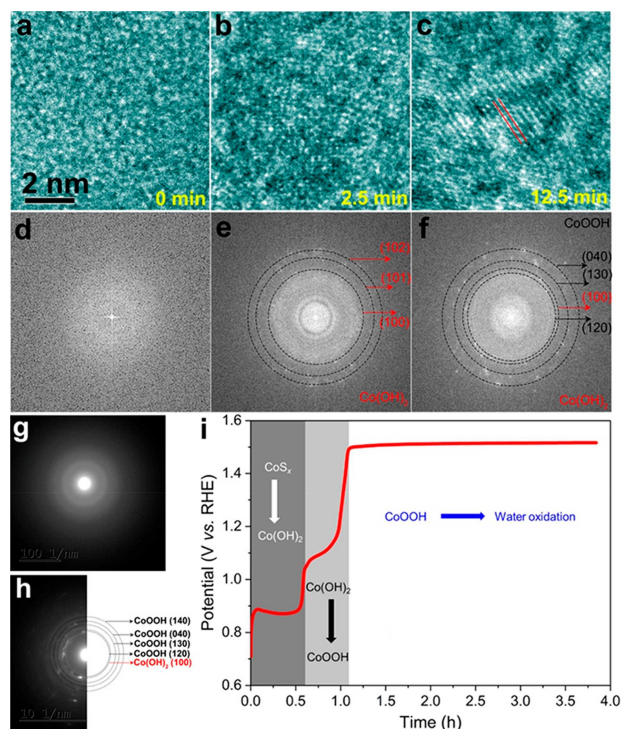 a
b
c
2 nm
0 min
2.5 min
12.5 min
d
e
f
(102)
(101)
(100)
Co(OH)₂
CoOOH
(040)
(130)
(100)
(120)
Co(OH)₂
g
100 1/nm
h
10 1/nm
CoOOH (140)
CoOOH (040)
CoOOH (130)
CoOOH (120)
Co(OH)₂ (100)
i
Potential (V vs. RHE)
1.6
1.4
1.2
1.0
0.8
0.6
CoSₓ
Co(OH)₂
Co(OH)₂
CoOOH
CoOOH
Water oxidation
0.0 0.5 1.0 1.5 2.0 2.5 3.0 3.5 4.0
Time (h)